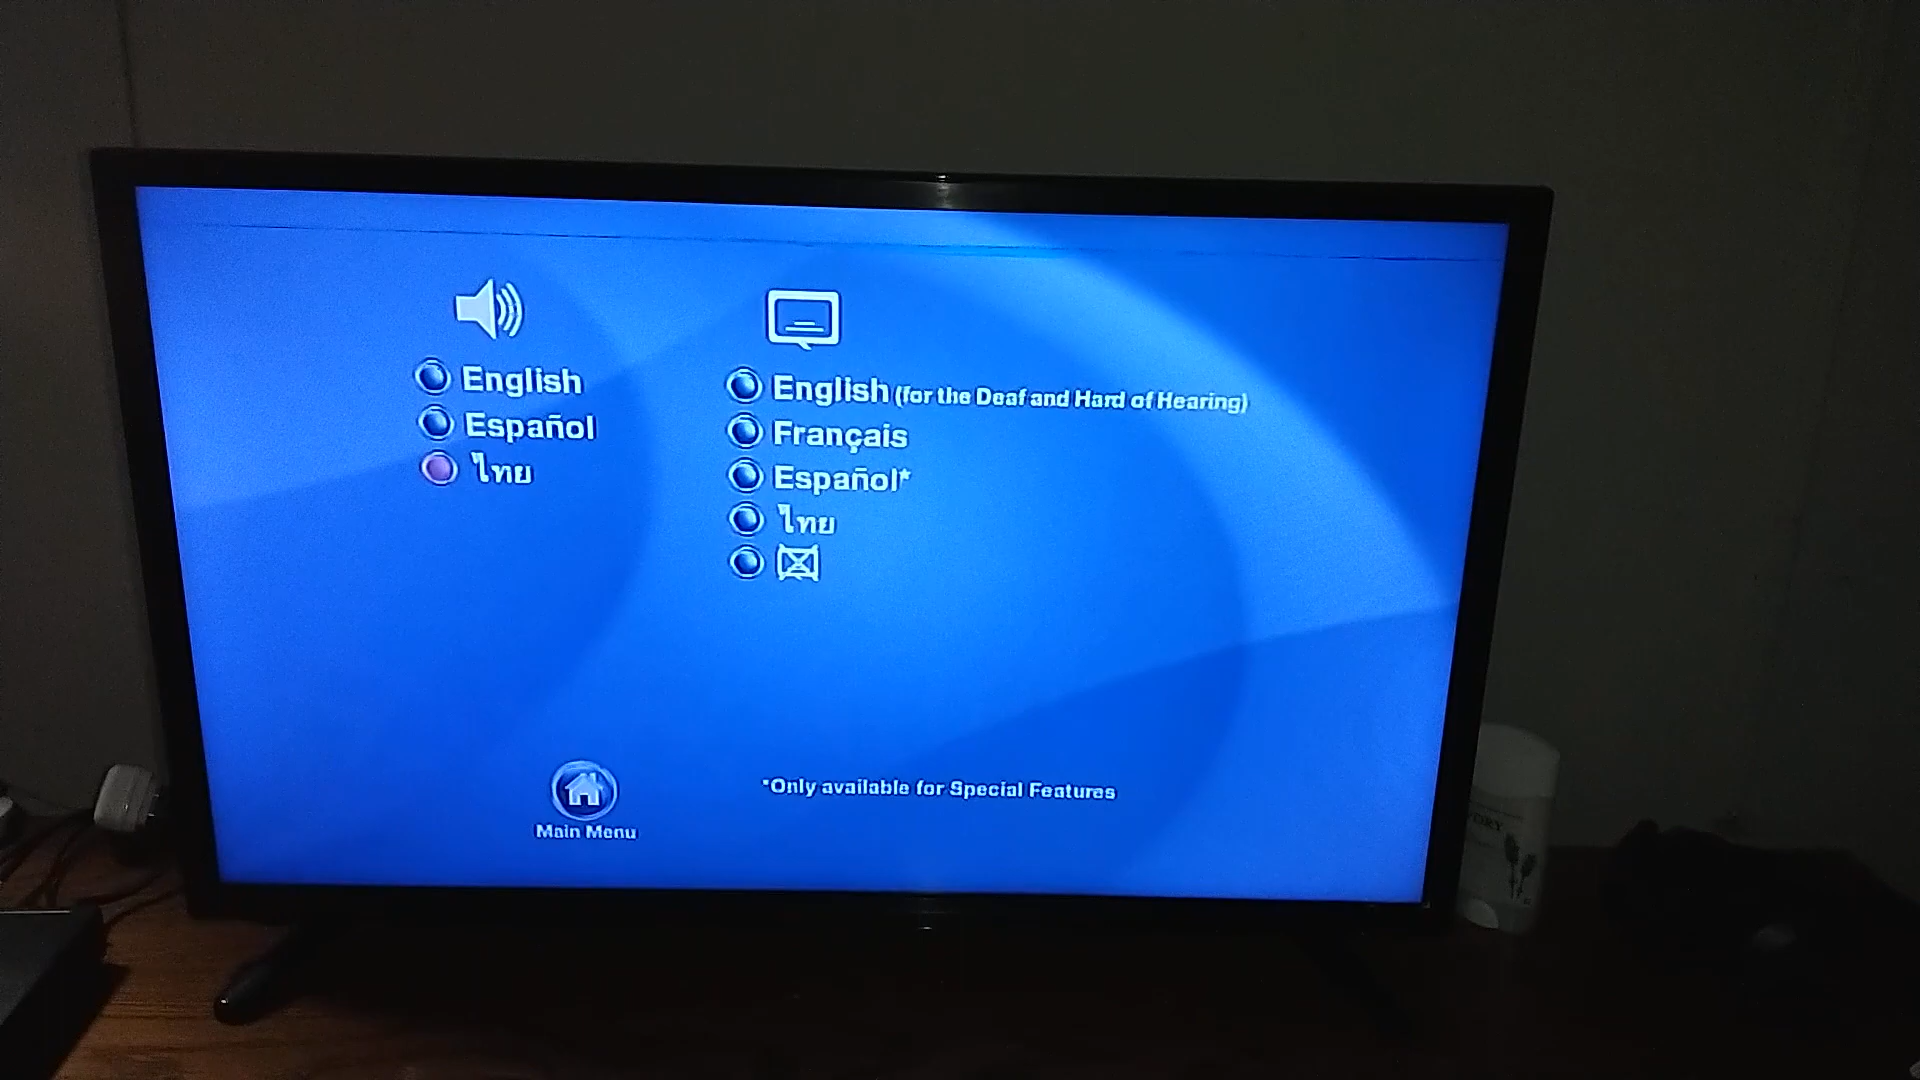 English
Español
ไทย
English (for the Deaf and Hard of Hearing)
Français
Español*
ไทย
Main Menu
*Only available for Special Features